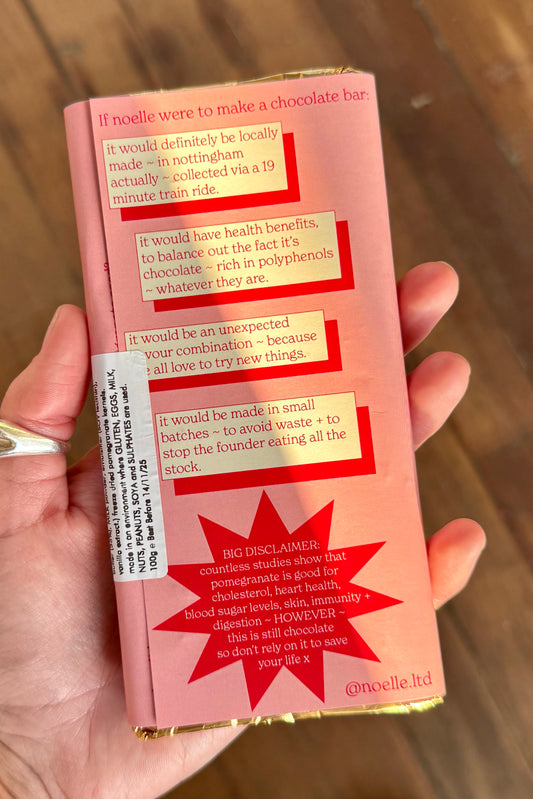 If noelle were to make a chocolate bar:
it would definitely be locally
made ~ in nottingham
actually ~ collected via a 19
minute train ride.
it would have health benefits,
to balance out the fact it's
chocolate ~ rich in polyphenols
~ whatever they are.
it would be an unexpected
your combination ~ because
all love to try new things.
it would be made in small
batches ~ to avoid waste + to
stop the founder eating all the
stock.
vanilla extract.) freeze dried pomegranate kernels.
made in an environment where GLUTEN, EGGS, MILK,
NUTS, PEANUTS, SOYA and SULPHATES are used.
100g e Best Before 14/11/25
BIG DISCLAIMER:
countless studies show that
pomegranate is good for
cholesterol, heart health,
blood sugar levels, skin, immunity +
digestion ~ HOWEVER ~
this is still chocolate
so don't rely on it to save
your life x
@noelle.ltd